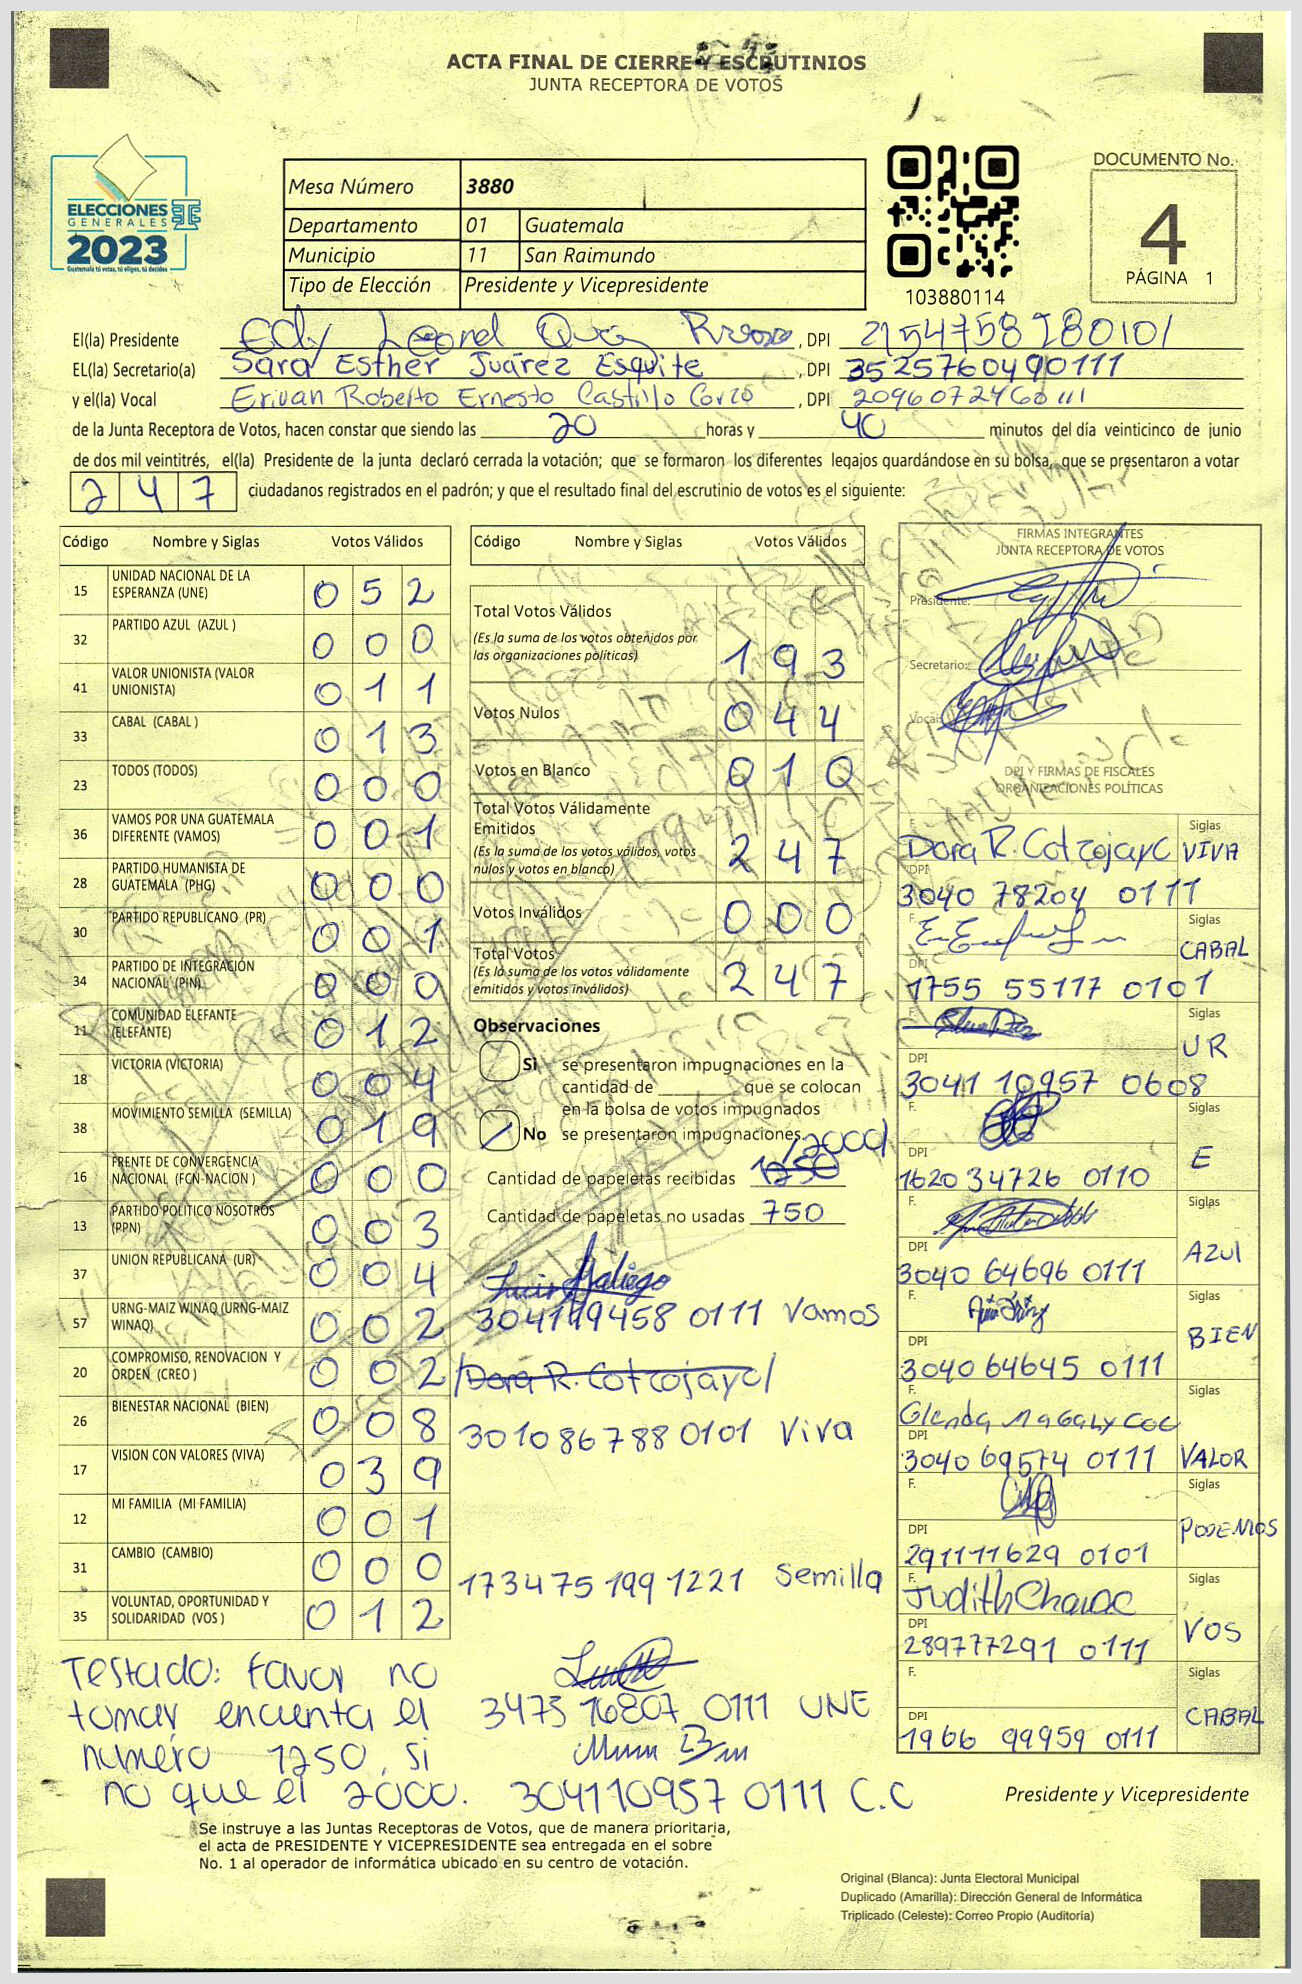 ACTA FINAL DE CIERRE Y ESCRUTINIOS
JUNTA RECEPTORA DE VOTOS
ELECCIONES
GENERALES
2023
Guatemala tú votas, tú eliges, tú decides
Mesa Número 3880
Departamento 01 Guatemala
Municipio 11 San Raimundo
Tipo de Elección Presidente y Vicepresidente
103880114
DOCUMENTO No.
4
PÁGINA 1
El(la) Presidente Edy Leonel , DPI
EL(la) Secretario(a) Sara Esther Juárez Esquite , DPI 3525760490111
y el(la) Vocal Erivan Roberto Ernesto Castillo Corzo , DPI 2096072460111
de la Junta Receptora de Votos, hacen constar que siendo las 20 horas y 40 minutos del día veinticinco de junio
de dos mil veintitrés, el(la) Presidente de la junta declaró cerrada la votación; que se formaron los diferentes legajos guardándose en su bolsa, que se presentaron a votar
247 ciudadanos registrados en el padrón; y que el resultado final del escrutinio de votos es el siguiente:
Código Nombre y Siglas Votos Válidos
15 UNIDAD NACIONAL DE LA ESPERANZA (UNE) 052
32 PARTIDO AZUL (AZUL ) 000
41 VALOR UNIONISTA (VALOR UNIONISTA) 011
33 CABAL (CABAL ) 013
23 TODOS (TODOS) 000
36 VAMOS POR UNA GUATEMALA DIFERENTE (VAMOS) 001
28 PARTIDO HUMANISTA DE GUATEMALA (PHG) 000
30 PARTIDO REPUBLICANO (PR) 001
34 PARTIDO DE INTEGRACIÓN NACIONAL (PIN) 000
11 COMUNIDAD ELEFANTE (ELEFANTE) 012
18 VICTORIA (VICTORIA) 004
38 MOVIMIENTO SEMILLA (SEMILLA) 019
16 FRENTE DE CONVERGENCIA NACIONAL (FCN-NACION ) 000
13 PARTIDO POLITICO NOSOTROS (PPN) 003
37 UNION REPUBLICANA (UR) 004
57 URNG-MAIZ WINAQ (URNG-MAIZ WINAQ) 002
20 COMPROMISO, RENOVACION Y ORDEN (CREO ) 002
26 BIENESTAR NACIONAL (BIEN) 008
17 VISION CON VALORES (VIVA) 039
12 MI FAMILIA (MI FAMILIA) 001
31 CAMBIO (CAMBIO) 000
35 VOLUNTAD, OPORTUNIDAD Y SOLIDARIDAD (VOS ) 012
Testado: favor no
tomar encuenta el
número 1250, si
no que el 2000.
Código Nombre y Siglas Votos Válidos
Total Votos Válidos 193
(Es la suma de los votos obtenidos por
las organizaciones políticas)
Votos Nulos 044
Votos en Blanco 010
Total Votos Válidamente
Emitidos 247
(Es la suma de los votos válidos, votos
nulos y votos en blanco)
Votos Inválidos 000
Total Votos 247
(Es la suma de los votos válidamente
emitidos y votos inválidos)
Observaciones
Si se presentaron impugnaciones en la
cantidad de ______ que se colocan
en la bolsa de votos impugnados
No se presentaron impugnaciones.
Cantidad de papeletas recibidas 1250 /2000/
Cantidad de papeletas no usadas 750
0111 Vamos
/Dora R. Cotzojayc/
3010867880101 Viva
1734751991221 Semilla
0111 UNE
3041109570111 C.C
FIRMAS INTEGRANTES
JUNTA RECEPTORA DE VOTOS
Presidente:
Secretario:
Vocal:
DPI Y FIRMAS DE FISCALES
ORGANIZACIONES POLÍTICAS
F. Dora R. Cotzojayc Siglas VIVA
DPI 3040 78204 0111
F. Siglas CABAL
DPI 1755 55117 0101
F. Siglas UR
DPI 3041 10957 0608
F. Siglas E
DPI 1620 34726 0110
F. Siglas AZUL
DPI 3040 64696 0111
F. Siglas BIEN
DPI 3040 64645 0111
F. Glenda Magaly Coc Siglas VALOR
DPI 3040 69574 0111
F. Siglas PODEMOS
DPI 291111629 0101
F. Judith Siglas VOS
DPI 289777291 0111
F. Siglas CABAL
DPI 1966 99959 0111
Presidente y Vicepresidente
Se instruye a las Juntas Receptoras de Votos, que de manera prioritaria,
el acta de PRESIDENTE Y VICEPRESIDENTE sea entregada en el sobre
No. 1 al operador de informática ubicado en su centro de votación.
Original (Blanca): Junta Electoral Municipal
Duplicado (Amarilla): Dirección General de Informática
Triplicado (Celeste): Correo Propio (Auditoría)